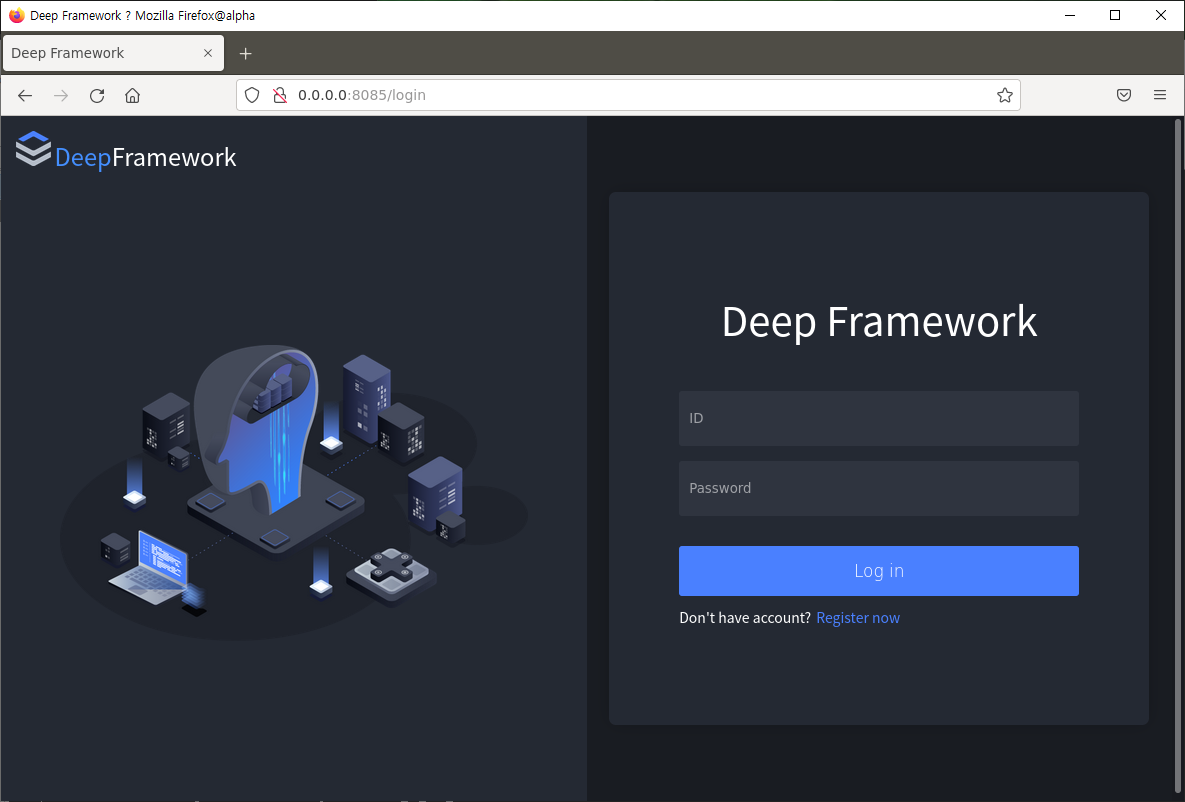 Deep Framework ? Mozilla Firefox@alpha
Deep Framework
0.0.0.0:8085/login
DeepFramework
Deep Framework
ID
Password
Log in
Don't have account? Register now